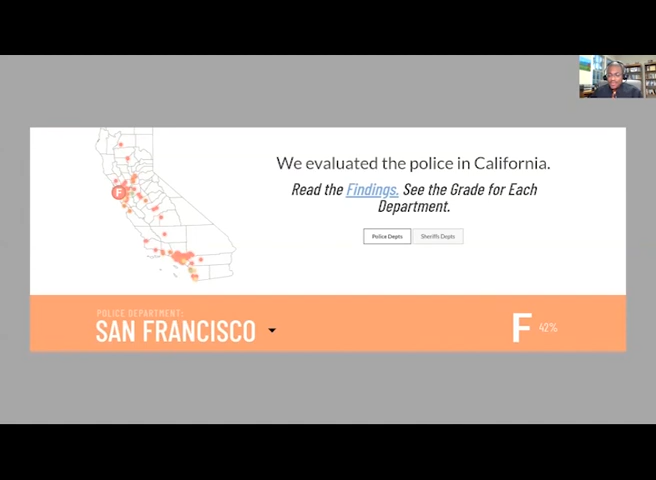 We evaluated the police in California.
Read the Findings. See the Grade for Each
Department.
Police Depts
Sheriffs Depts
F
POLICE DEPARTMENT:
SAN FRANCISCO
F 42%